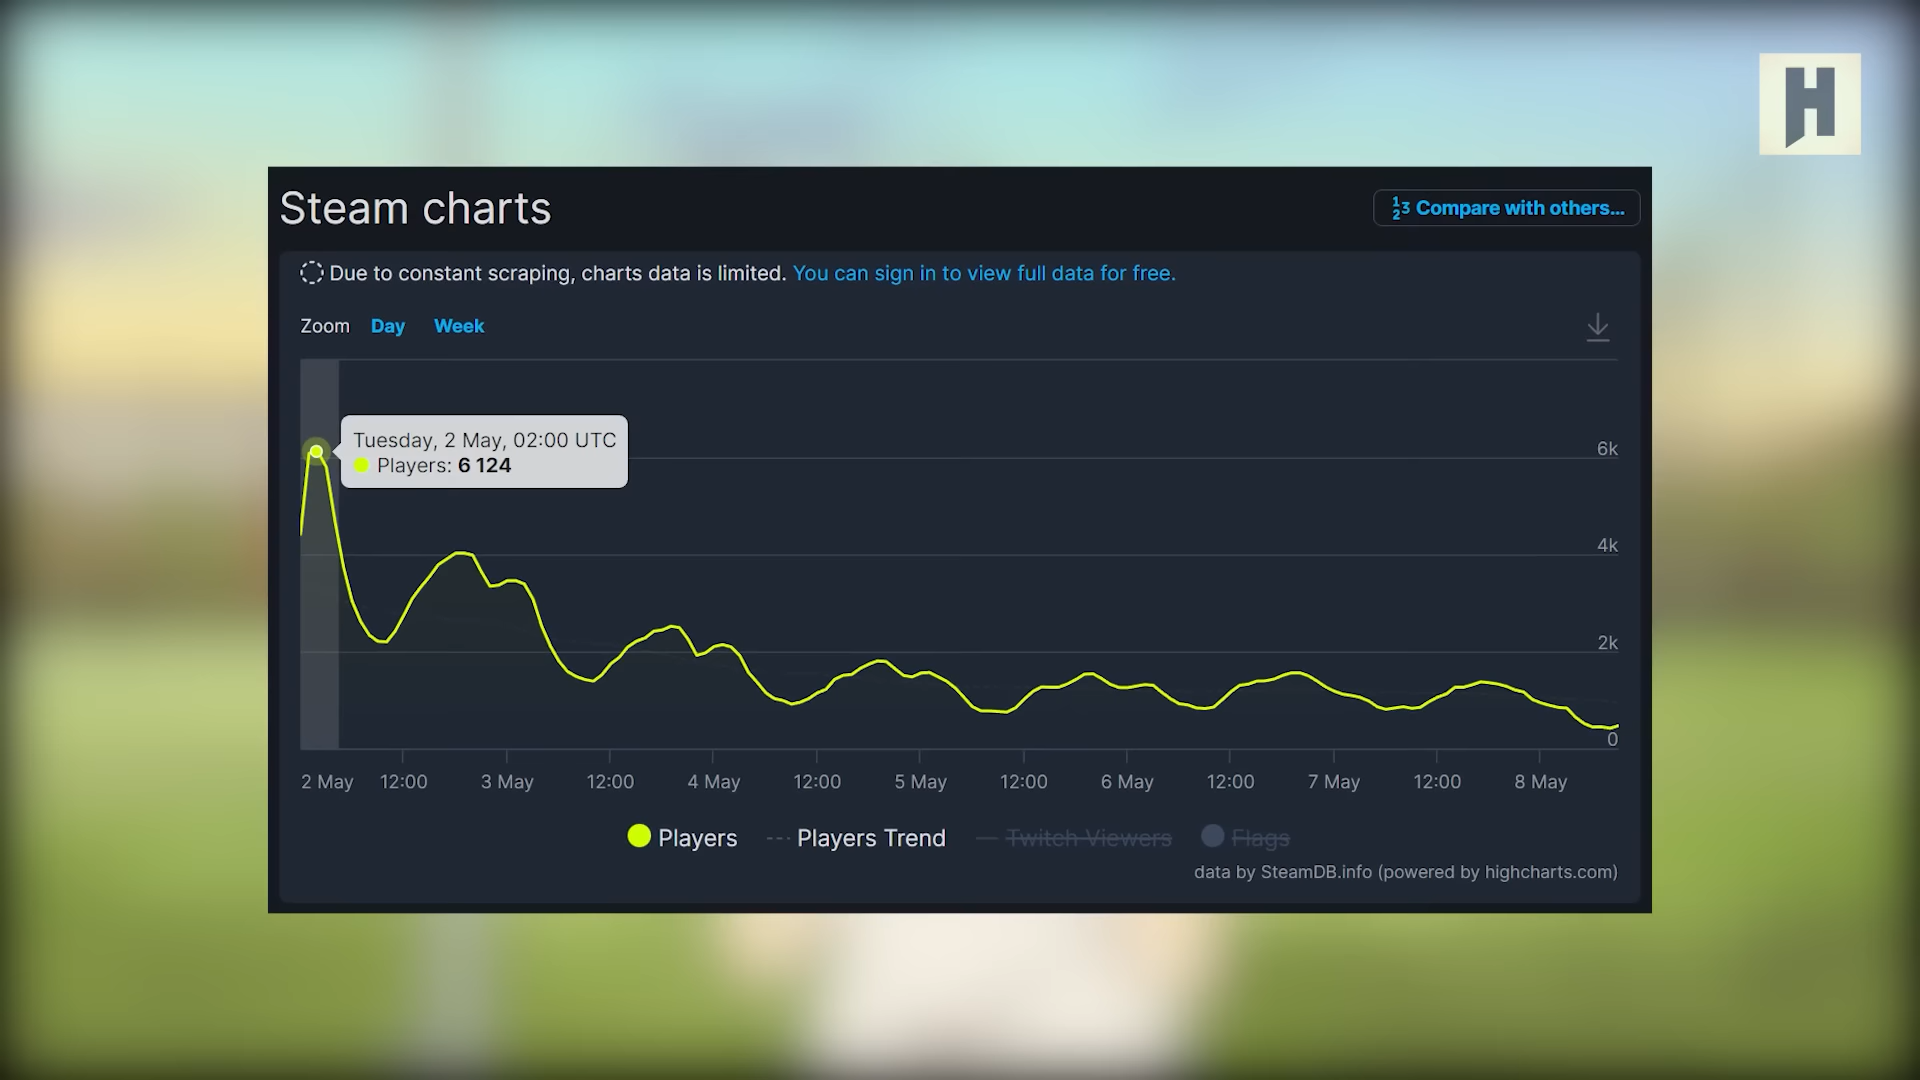 H
Steam charts
123 Compare with others...
Due to constant scraping, charts data is limited. You can sign in to view full data for free.
Zoom Day Week
Tuesday, 2 May, 02:00 UTC
Players: 6 124
6k
4k
2k
0
2 May 12:00 3 May 12:00 4 May 12:00 5 May 12:00 6 May 12:00 7 May 12:00 8 May
Players Players Trend Twitch Viewers Flags
data by SteamDB.info (powered by highcharts.com)